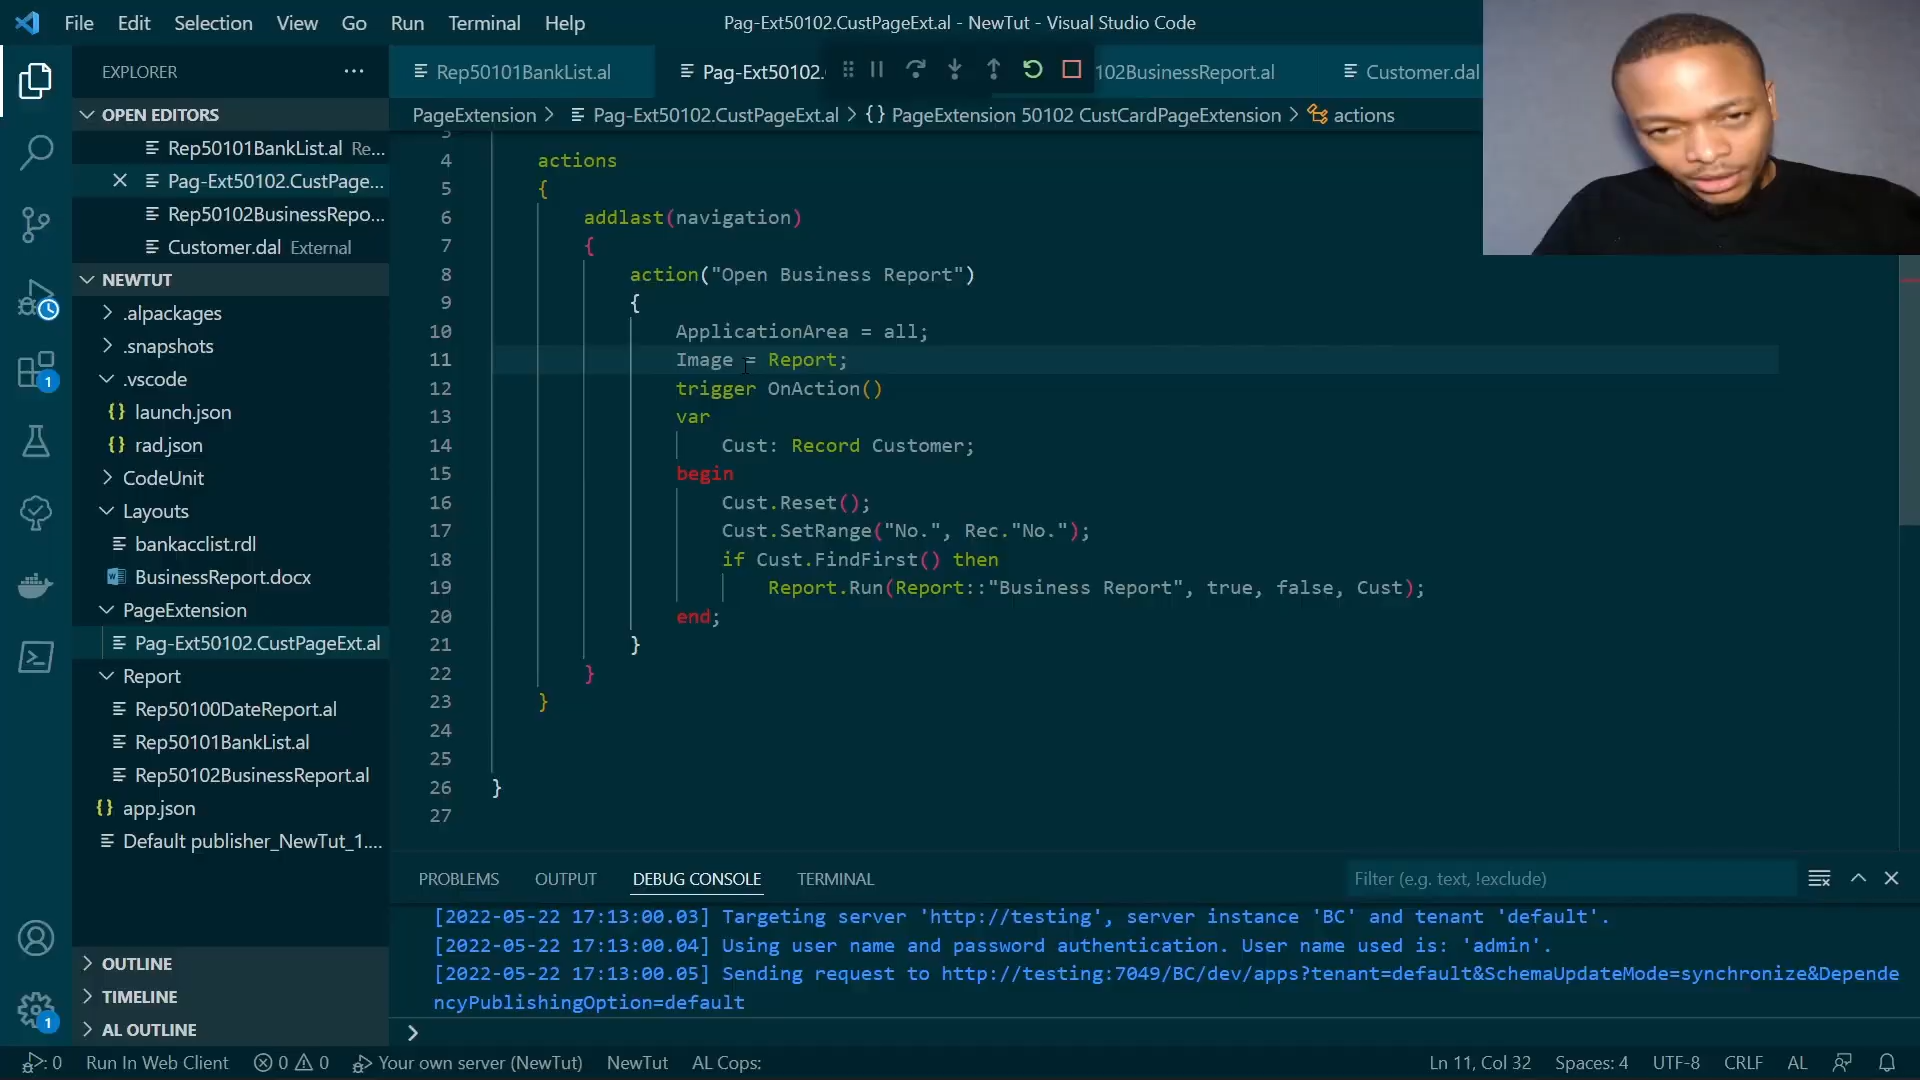 File Edit Selection View Go Run Terminal Help
Pag-Ext50102.CustPageExt.al - NewTut - Visual Studio Code
EXPLORER ...
OPEN EDITORS
Rep50101BankList.al Re...
Pag-Ext50102.CustPage...
Rep50102BusinessRepo...
Customer.dal External
NEWTUT
.alpackages
.snapshots
.vscode
{} launch.json
{} rad.json
CodeUnit
Layouts
bankacclist.rdl
BusinessReport.docx
PageExtension
Pag-Ext50102.CustPageExt.al
Report
Rep50100DateReport.al
Rep50101BankList.al
Rep50102BusinessReport.al
{} app.json
Default publisher_NewTut_1....
OUTLINE
TIMELINE
AL OUTLINE
1
1
Rep50101BankList.al
Pag-Ext50102.
102BusinessReport.al
Customer.dal
PageExtension > Pag-Ext50102.CustPageExt.al > {} PageExtension 50102 CustCardPageExtension > actions
4 actions
5 {
6 addlast(navigation)
7 {
8 action("Open Business Report")
9 {
10 ApplicationArea = all;
11 Image = Report;
12 trigger OnAction()
13 var
14 Cust: Record Customer;
15 begin
16 Cust.Reset();
17 Cust.SetRange("No.", Rec."No.");
18 if Cust.FindFirst() then
19 Report.Run(Report::"Business Report", true, false, Cust);
20 end;
21 }
22 }
23 }
24
25
26 }
27
PROBLEMS OUTPUT DEBUG CONSOLE TERMINAL
Filter (e.g. text, !exclude)
[2022-05-22 17:13:00.03] Targeting server 'http://testing', server instance 'BC' and tenant 'default'.
[2022-05-22 17:13:00.04] Using user name and password authentication. User name used is: 'admin'.
[2022-05-22 17:13:00.05] Sending request to http://testing:7049/BC/dev/apps?tenant=default&SchemaUpdateMode=synchronize&Depende
ncyPublishingOption=default
>
0 Run In Web Client 0 0 Your own server (NewTut) NewTut AL Cops:
Ln 11, Col 32 Spaces: 4 UTF-8 CRLF AL